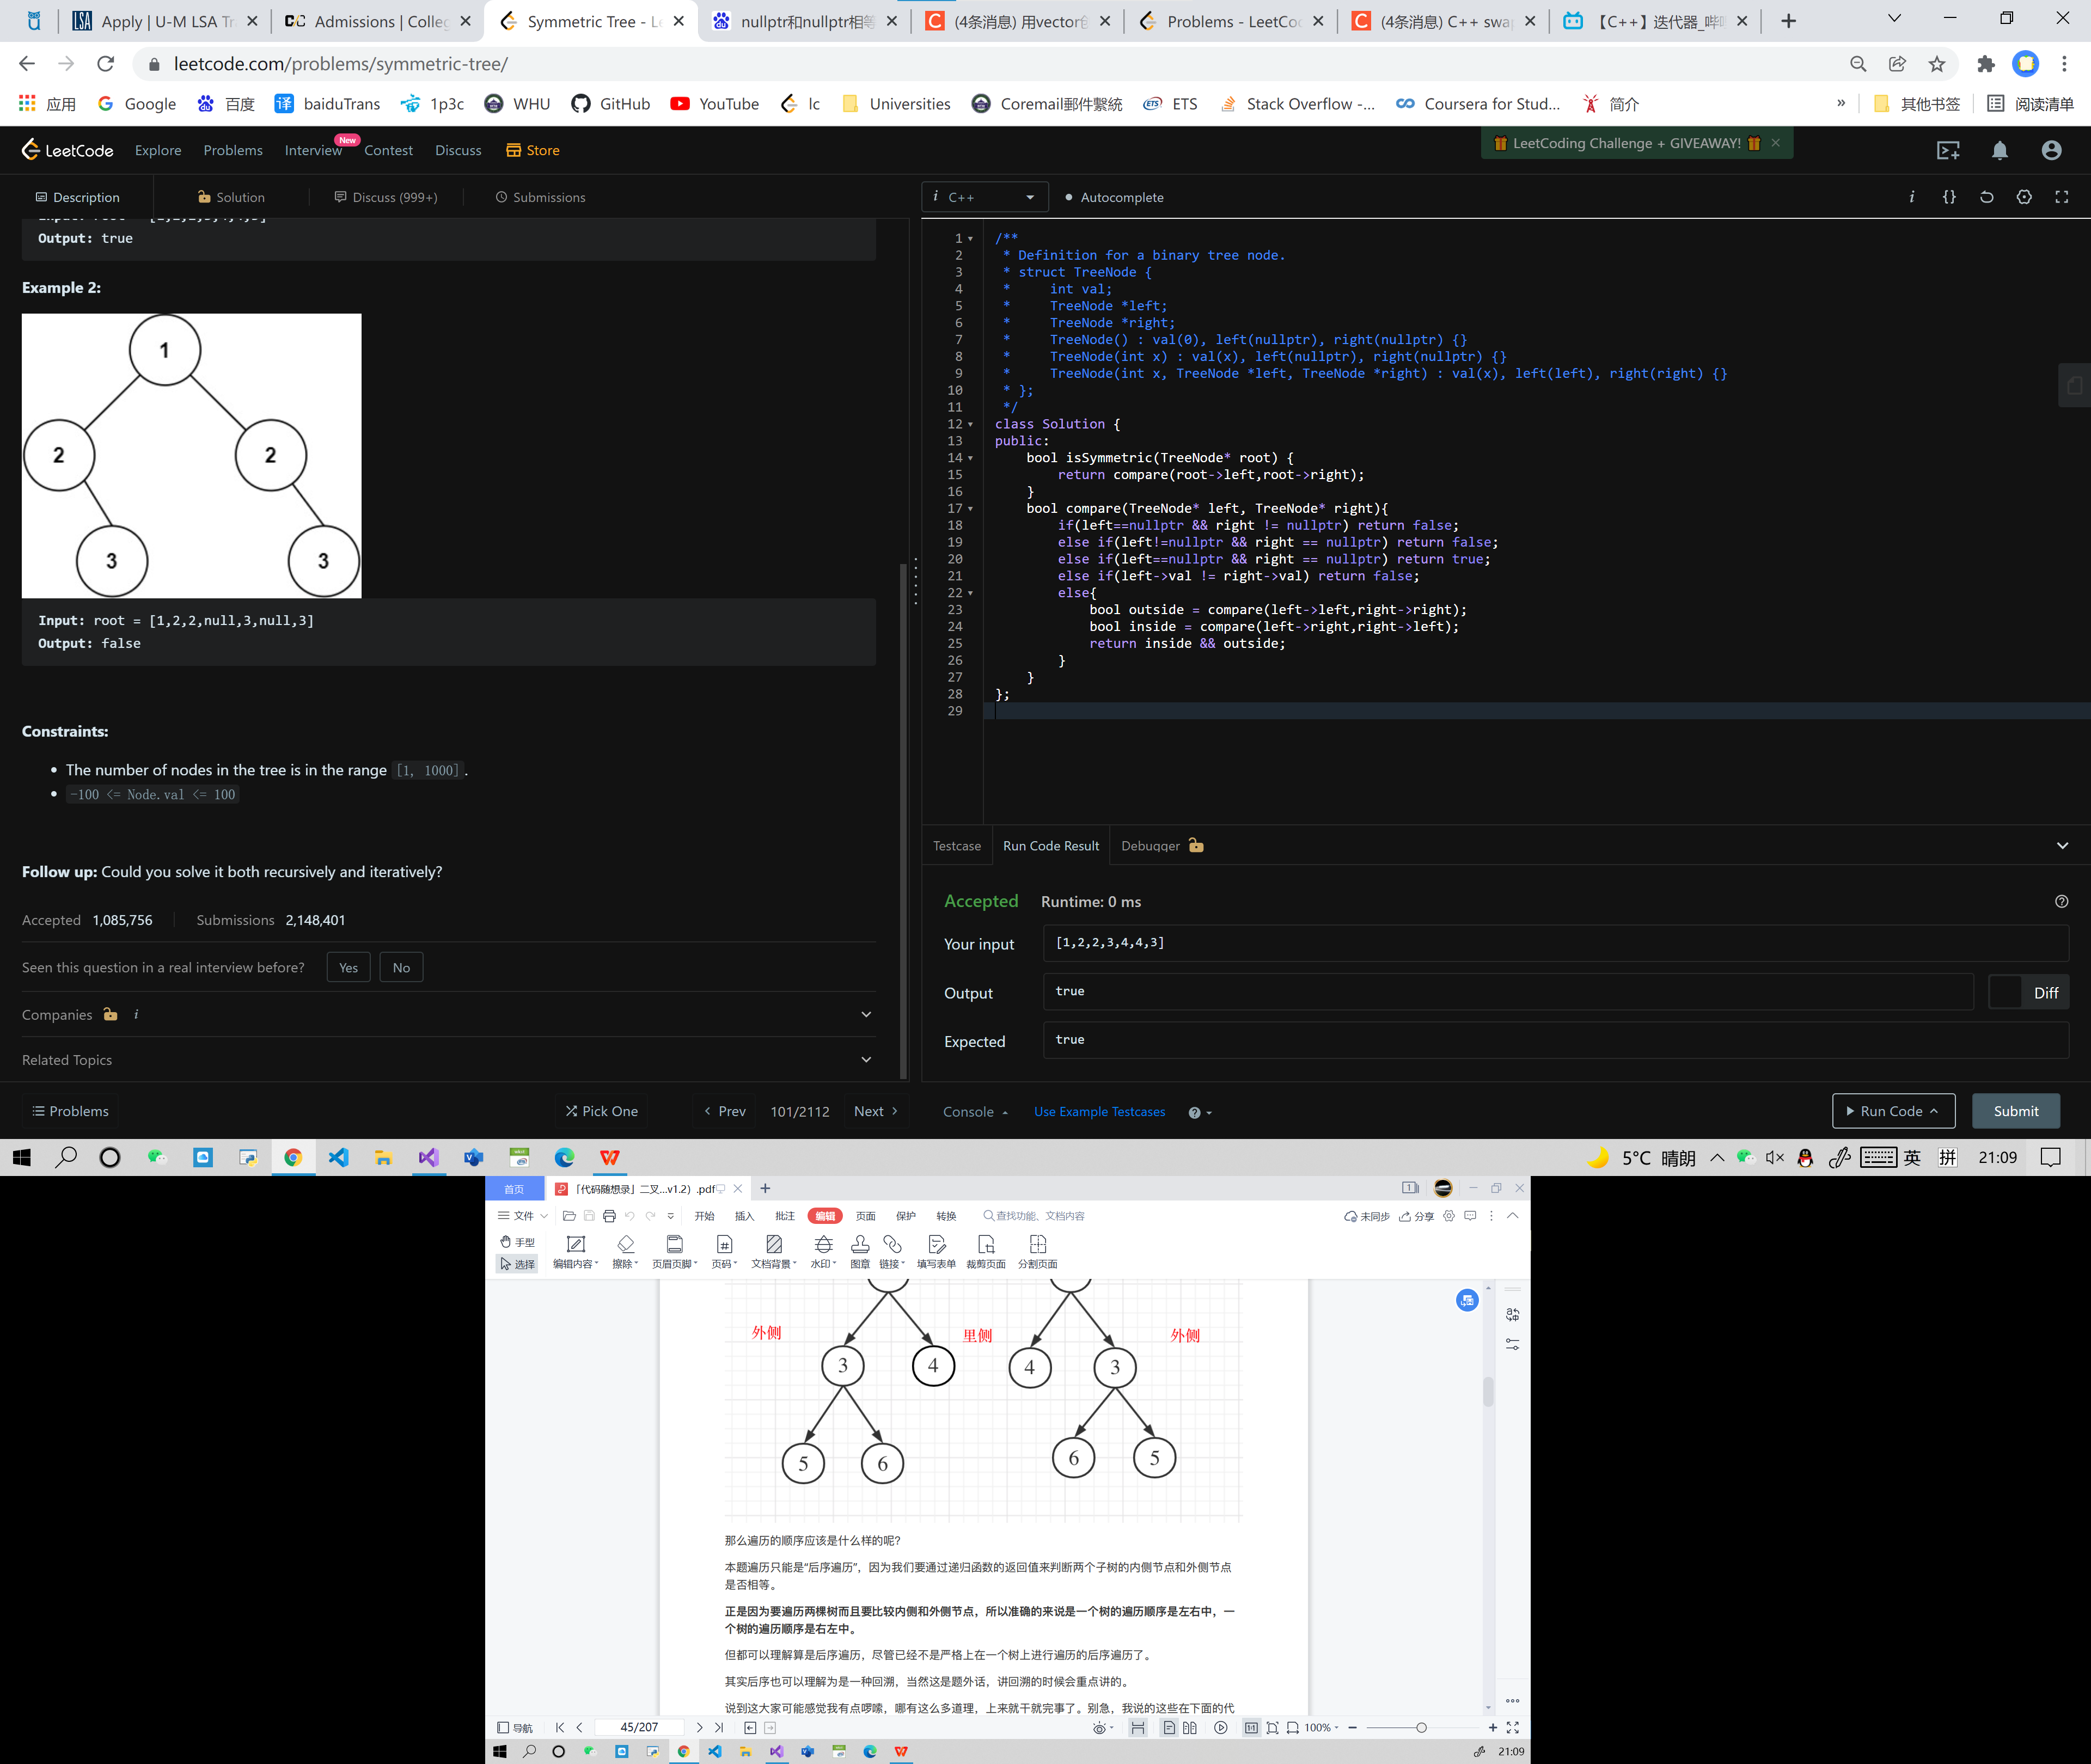 Apply | U-M LSA Tr
Admissions | Colleg
Symmetric Tree - Le
nullptr和nullptr相等
(4条消息) 用vector创
Problems - LeetCo
(4条消息) C++ swap
【C++】迭代器_哔
leetcode.com/problems/symmetric-tree/
应用 Google 百度 baiduTrans 1p3c WHU GitHub YouTube lc Universities Coremail郵件繫統 ETS Stack Overflow -... Coursera for Stud... 简介 » 其他书签 阅读清单
LeetCode Explore Problems Interview New Contest Discuss Store
LeetCoding Challenge + GIVEAWAY!
Description Solution Discuss (999+) Submissions
Output: true
Example 2:
1
2 2
3 3
Input: root = [1,2,2,null,3,null,3]
Output: false
Constraints:
The number of nodes in the tree is in the range [1, 1000].
-100 <= Node.val <= 100
Follow up: Could you solve it both recursively and iteratively?
Accepted 1,085,756 Submissions 2,148,401
Seen this question in a real interview before? Yes No
Companies i
Related Topics
Problems Pick One Prev 101/2112 Next
i C++ Autocomplete
1 /**
2  * Definition for a binary tree node.
3  * struct TreeNode {
4  *     int val;
5  *     TreeNode *left;
6  *     TreeNode *right;
7  *     TreeNode() : val(0), left(nullptr), right(nullptr) {}
8  *     TreeNode(int x) : val(x), left(nullptr), right(nullptr) {}
9  *     TreeNode(int x, TreeNode *left, TreeNode *right) : val(x), left(left), right(right) {}
10  * };
11  */
12 class Solution {
13 public:
14     bool isSymmetric(TreeNode* root) {
15         return compare(root->left,root->right);
16     }
17     bool compare(TreeNode* left, TreeNode* right){
18         if(left==nullptr && right != nullptr) return false;
19         else if(left!=nullptr && right == nullptr) return false;
20         else if(left==nullptr && right == nullptr) return true;
21         else if(left->val != right->val) return false;
22         else{
23             bool outside = compare(left->left,right->right);
24             bool inside = compare(left->right,right->left);
25             return inside && outside;
26         }
27     }
28 };
29
Testcase Run Code Result Debugger
Accepted Runtime: 0 ms
Your input [1,2,2,3,4,4,3]
Output true Diff
Expected true
Console Use Example Testcases Run Code Submit
5°C 晴朗 英 拼 21:09
首页 「代码随想录」二叉...v1.2）.pdf
文件 开始 插入 批注 编辑 页面 保护 转换 查找功能、文档内容 未同步 分享
手型
选择 编辑内容 擦除 页眉页脚 页码 文档背景 水印 图章 链接 填写表单 裁剪页面 分割页面
外侧 里侧 外侧
3 4 4 3
5 6 6 5
那么遍历的顺序应该是什么样的呢?
本题遍历只能是“后序遍历”，因为我们要通过递归函数的返回值来判断两个子树的内侧节点和外侧节点
是否相等。
正是因为要遍历两棵树而且要比较内侧和外侧节点，所以准确的来说是一个树的遍历顺序是左右中，一
个树的遍历顺序是右左中。
但都可以理解算是后序遍历，尽管已经不是严格上在一个树上进行遍历的后序遍历了。
其实后序也可以理解为是一种回溯，当然这是题外话，讲回溯的时候会重点讲的。
说到这大家可能感觉我有点啰嗦，哪有这么多道理，上来就干就完事了。别急，我说的这些在下面的代
导航 45/207 100%
21:09